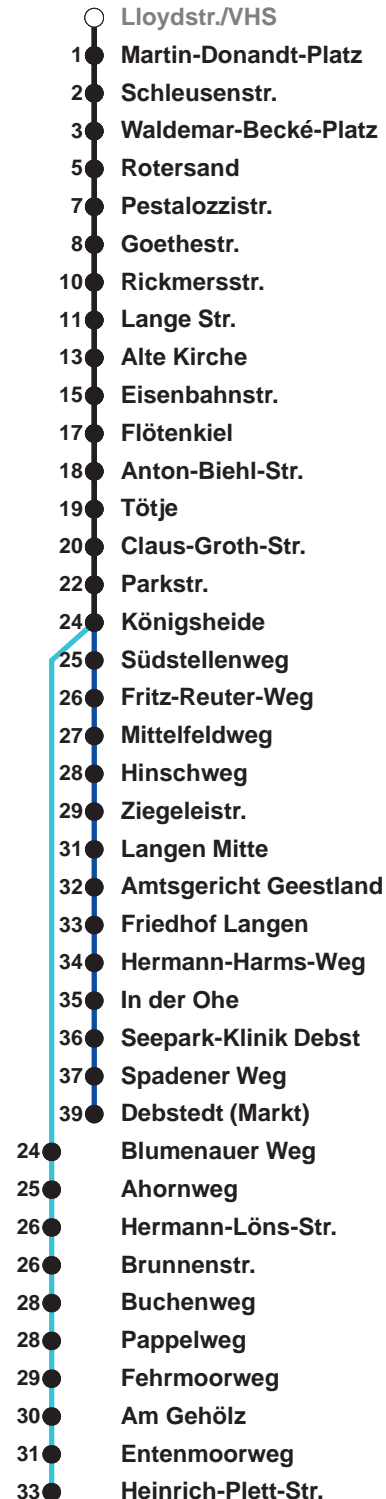 Lloydstr./VHS
1 Martin-Donandt-Platz
2 Schleusenstr.
3 Waldemar-Becké-Platz
5 Rotersand
7 Pestalozzistr.
8 Goethestr.
10 Rickmersstr.
11 Lange Str.
13 Alte Kirche
15 Eisenbahnstr.
17 Flötenkiel
18 Anton-Biehl-Str.
19 Tötje
20 Claus-Groth-Str.
22 Parkstr.
24 Königsheide
25 Südstellenweg
26 Fritz-Reuter-Weg
27 Mittelfeldweg
28 Hinschweg
29 Ziegeleistr.
31 Langen Mitte
32 Amtsgericht Geestland
33 Friedhof Langen
34 Hermann-Harms-Weg
35 In der Ohe
36 Seepark-Klinik Debst
37 Spadener Weg
39 Debstedt (Markt)
24 Blumenauer Weg
25 Ahornweg
26 Hermann-Löns-Str.
26 Brunnenstr.
28 Buchenweg
28 Pappelweg
29 Fehrmoorweg
30 Am Gehölz
31 Entenmoorweg
33 Heinrich-Plett-Str.